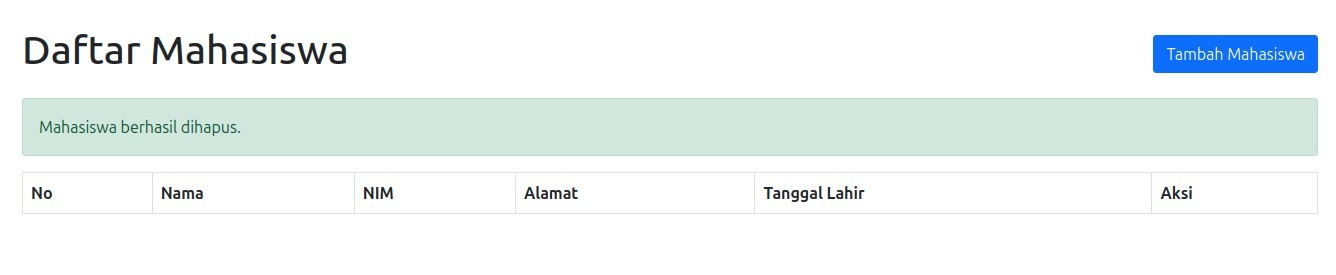 Daftar Mahasiswa
Tambah Mahasiswa
Mahasiswa berhasil dihapus.
No Nama NIM Alamat Tanggal Lahir Aksi